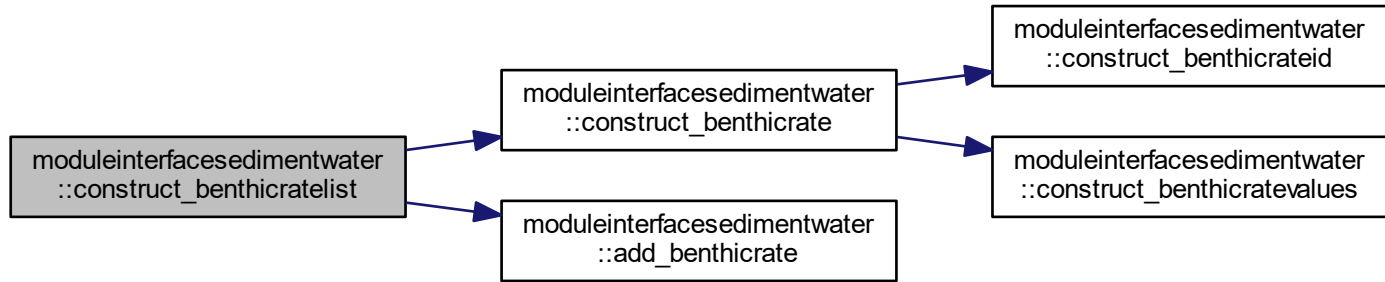 moduleinterfacesedimentwater
::construct_benthicratelist
moduleinterfacesedimentwater
::construct_benthicrate
moduleinterfacesedimentwater
::add_benthicrate
moduleinterfacesedimentwater
::construct_benthicrateid
moduleinterfacesedimentwater
::construct_benthicratevalues